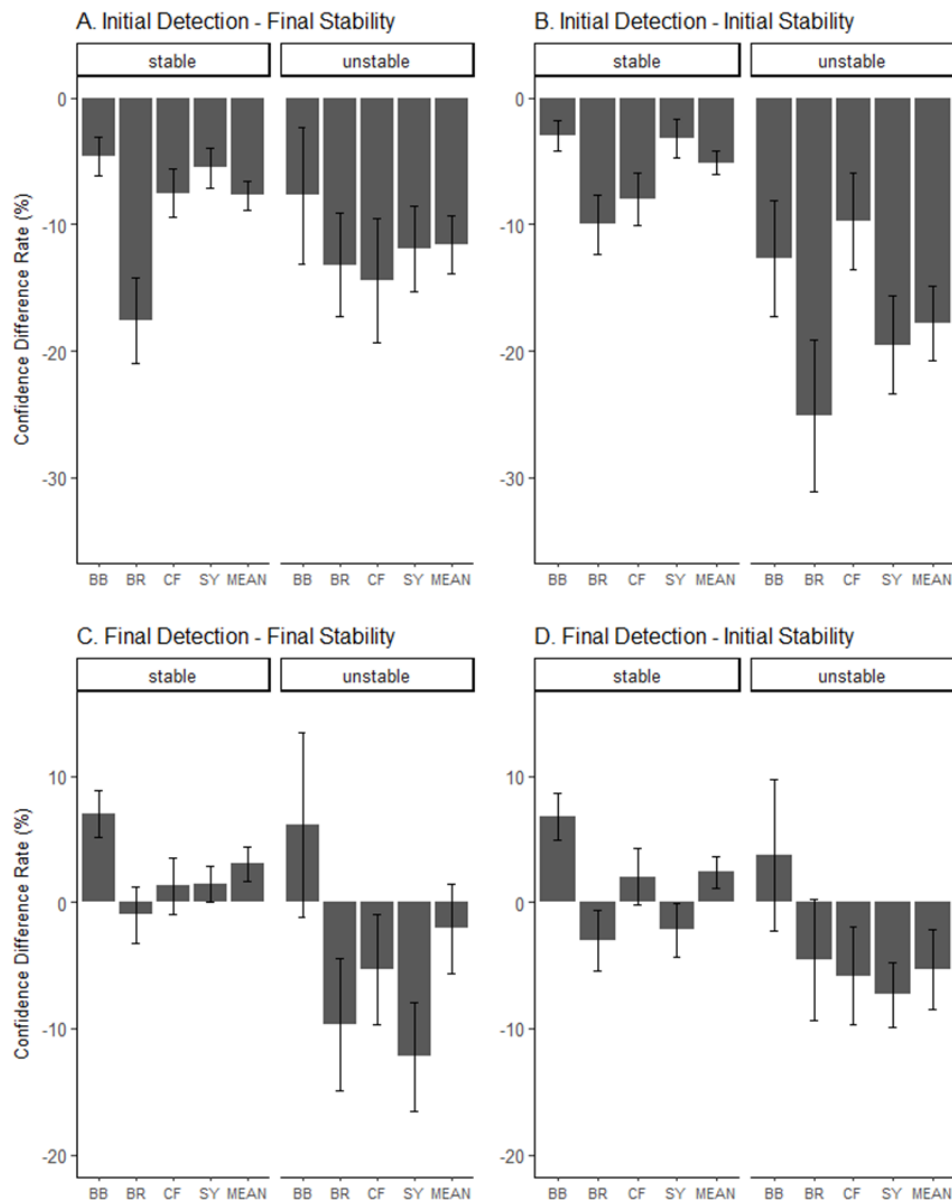 A. Initial Detection - Final Stability
B. Initial Detection - Initial Stability
stable
unstable
stable
unstable
0
-10
-20
-30
0
-10
-20
-30
Confidence Difference Rate (%)
BB BR CF SY MEAN
BB BR CF SY MEAN
BB BR CF SY MEAN
BB BR CF SY MEAN
C. Final Detection - Final Stability
D. Final Detection - Initial Stability
stable
unstable
stable
unstable
10
0
-10
-20
10
0
-10
-20
Confidence Difference Rate (%)
BB BR CF SY MEAN
BB BR CF SY MEAN
BB BR CF SY MEAN
BB BR CF SY MEAN